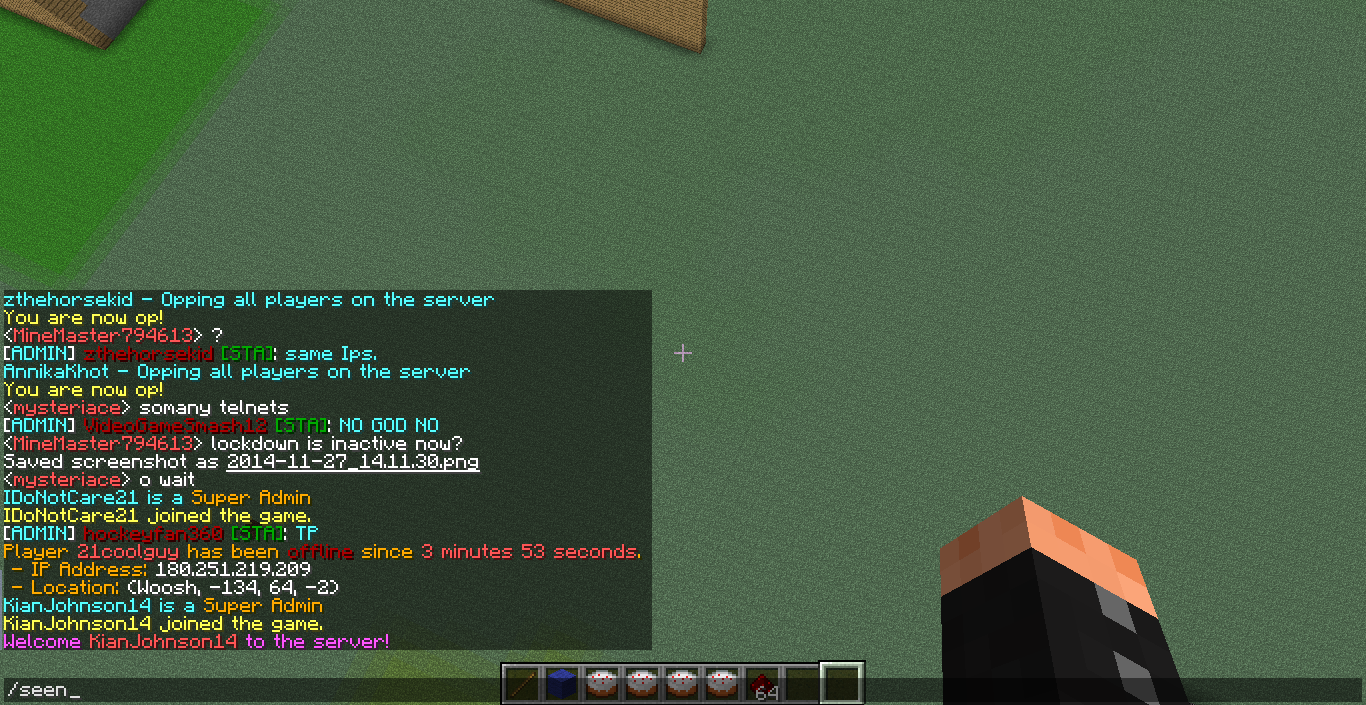 zthehorsekid - Opping all players on the server
You are now op!
<MineMaster794613> ?
[ADMIN] zthehorsekid [STA]: same Ips.
AnnikaKhot - Opping all players on the server
You are now op!
<mysteriace> somany telnets
[ADMIN] VideoGameSmash12 [STA]: NO GOD NO
<MineMaster794613> lockdown is inactive now?
Saved screenshot as 2014-11-27_14.11.30.png
<mysteriace> o wait
IDoNotCare21 is a Super Admin
IDoNotCare21 joined the game.
[ADMIN] hockeyfan360 [STA]: TP
Player 21coolguy has been offline since 3 minutes 53 seconds.
- IP Address: 180.251.219.209
- Location: (Woosh, -134, 64, -2)
KianJohnson14 is a Super Admin
KianJohnson14 joined the game.
Welcome KianJohnson14 to the server!
64
/seen_